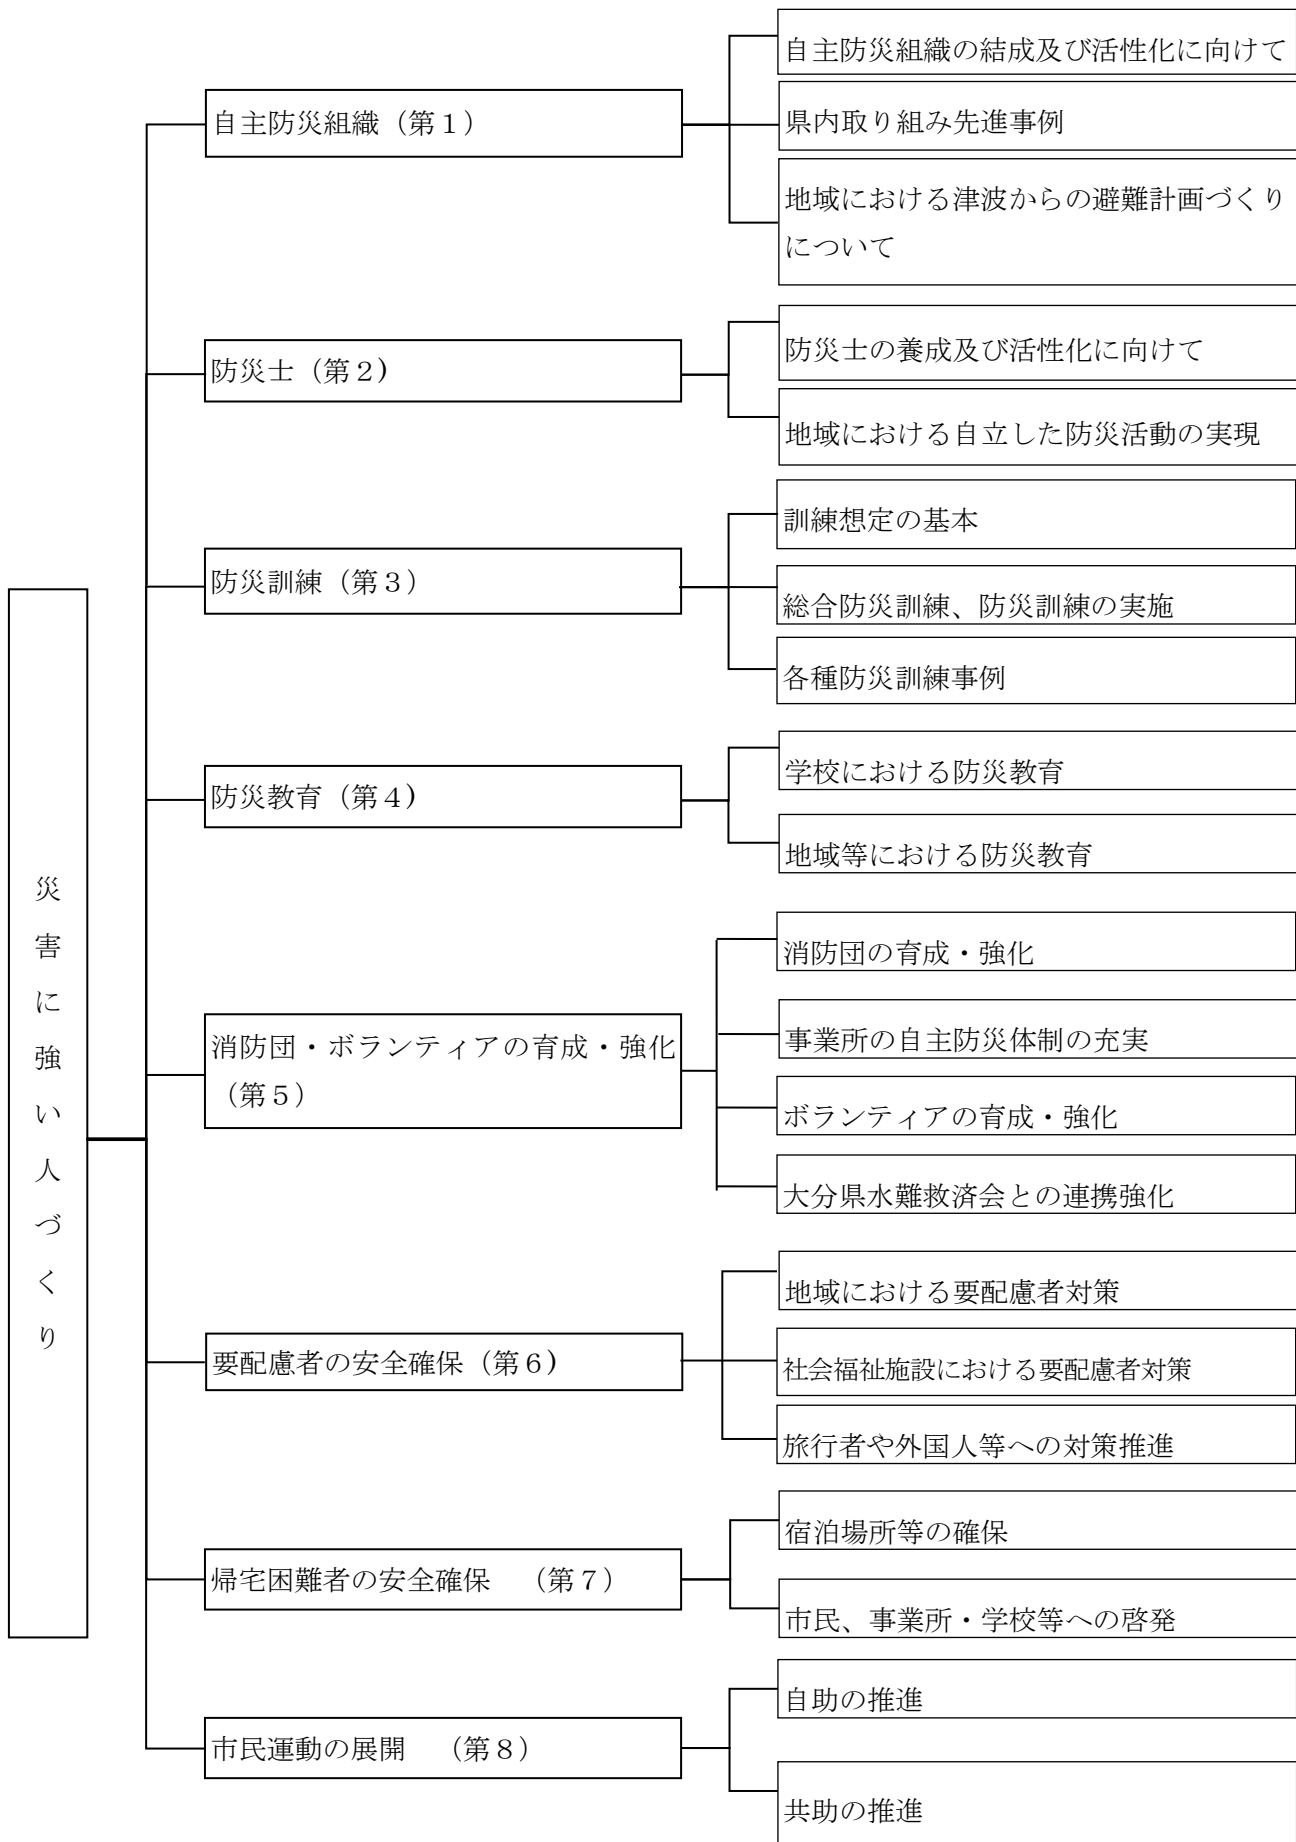 災害に強い人づくり
自主防災組織（第１）
自主防災組織の結成及び活性化に向けて
県内取り組み先進事例
地域における津波からの避難計画づくり
について
防災士（第２)
防災士の養成及び活性化に向けて
地域における自立した防災活動の実現
防災訓練（第３）
訓練想定の基本
総合防災訓練、防災訓練の実施
各種防災訓練事例
防災教育（第４)
学校における防災教育
地域等における防災教育
消防団・ボランティアの育成・強化
（第５）
消防団の育成・強化
事業所の自主防災体制の充実
ボランティアの育成・強化
大分県水難救済会との連携強化
要配慮者の安全確保（第６)
地域における要配慮者対策
社会福祉施設における要配慮者対策
旅行者や外国人等への対策推進
帰宅困難者の安全確保　（第７）
宿泊場所等の確保
市民、事業所・学校等への啓発
市民運動の展開　（第８）
自助の推進
共助の推進